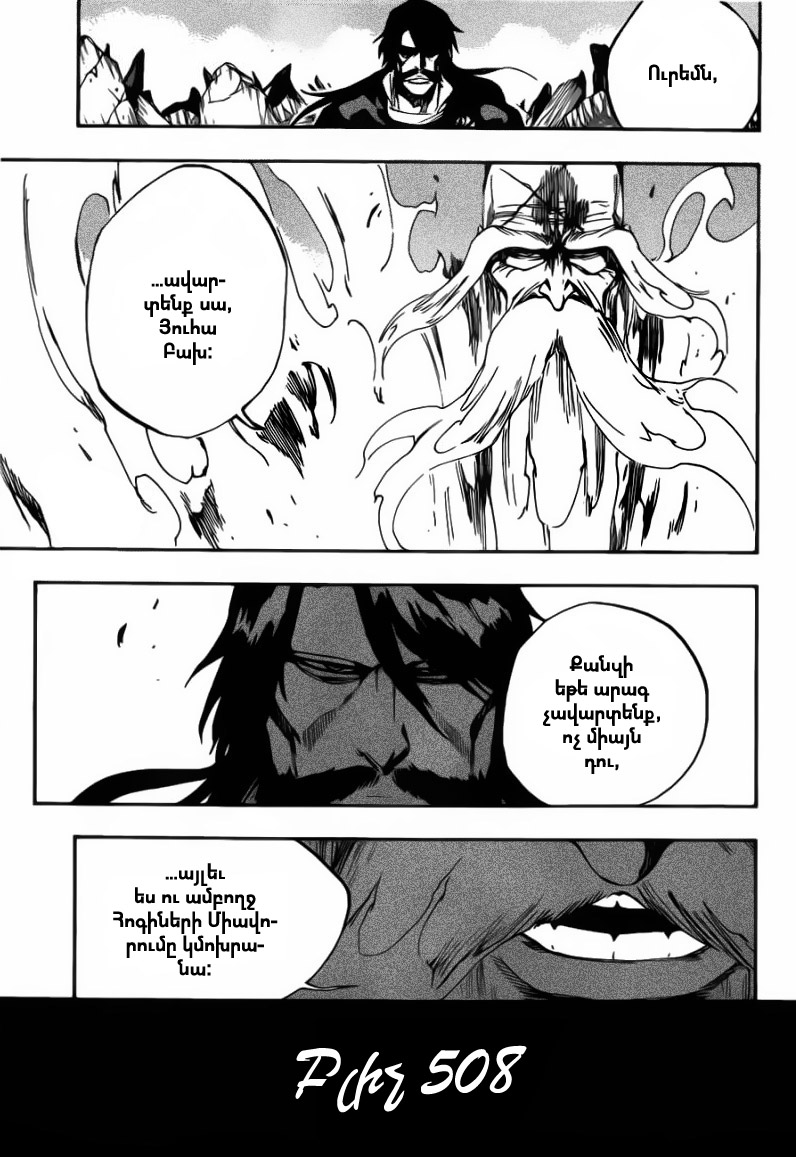 Ուրեմն,
...ավար-
տենք սա,
Յուհա
Բախ:
Քանզի
եթե արագ
չավարտենք,
ոչ միայն
դու,
...այլեւ
ես ու ամբողջ
Հոգիների Միավո-
րումը կմոխրա-
նա:
Բլիչ 508